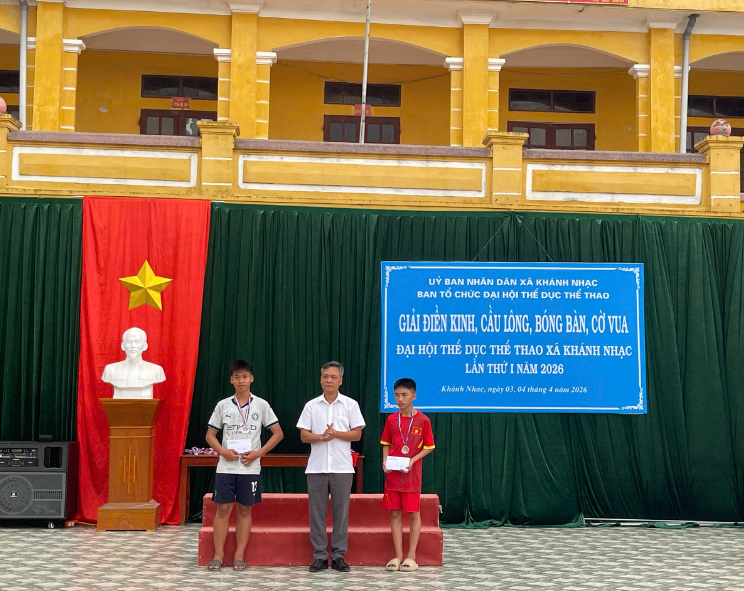 UỶ BAN NHÂN DÂN XÃ KHÁNH NHẠC
BAN TỔ CHỨC ĐẠI HỘI THỂ DỤC THỂ THAO
GIẢI ĐIỀN KINH, CẦU LÔNG, BÓNG BÀN, CỜ VUA
ĐẠI HỘI THỂ DỤC THỂ THAO XÃ KHÁNH NHẠC
LẦN THỨ I NĂM 2026
Khánh Nhạc, ngày 03, 04 tháng 4 năm 2026
ETIHAD
13